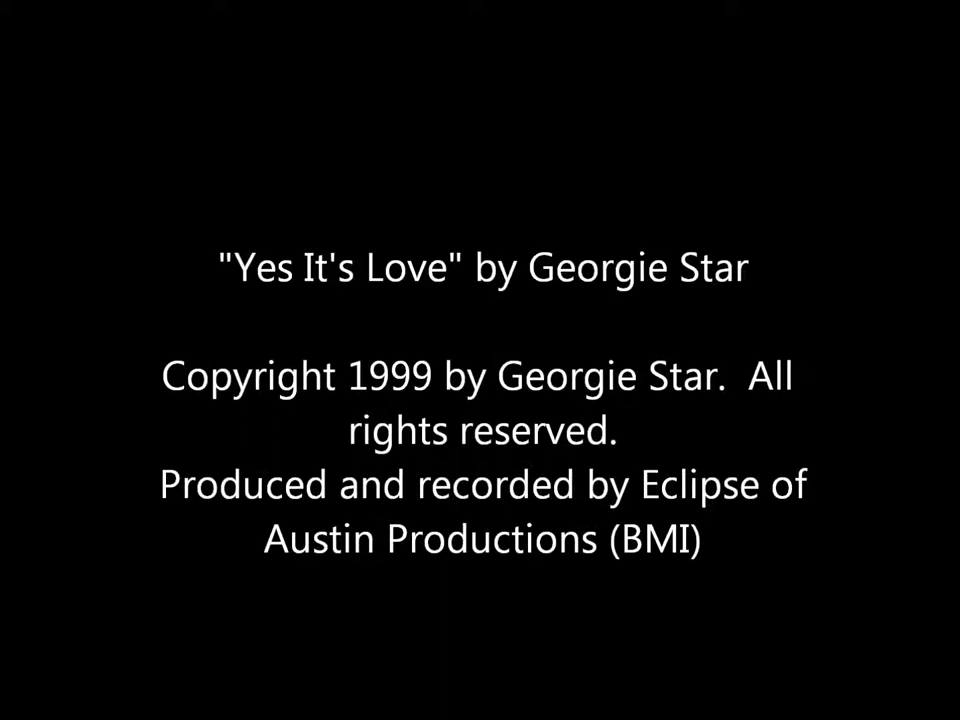 "Yes It's Love" by Georgie Star
Copyright 1999 by Georgie Star.  All
rights reserved.
Produced and recorded by Eclipse of
Austin Productions (BMI)